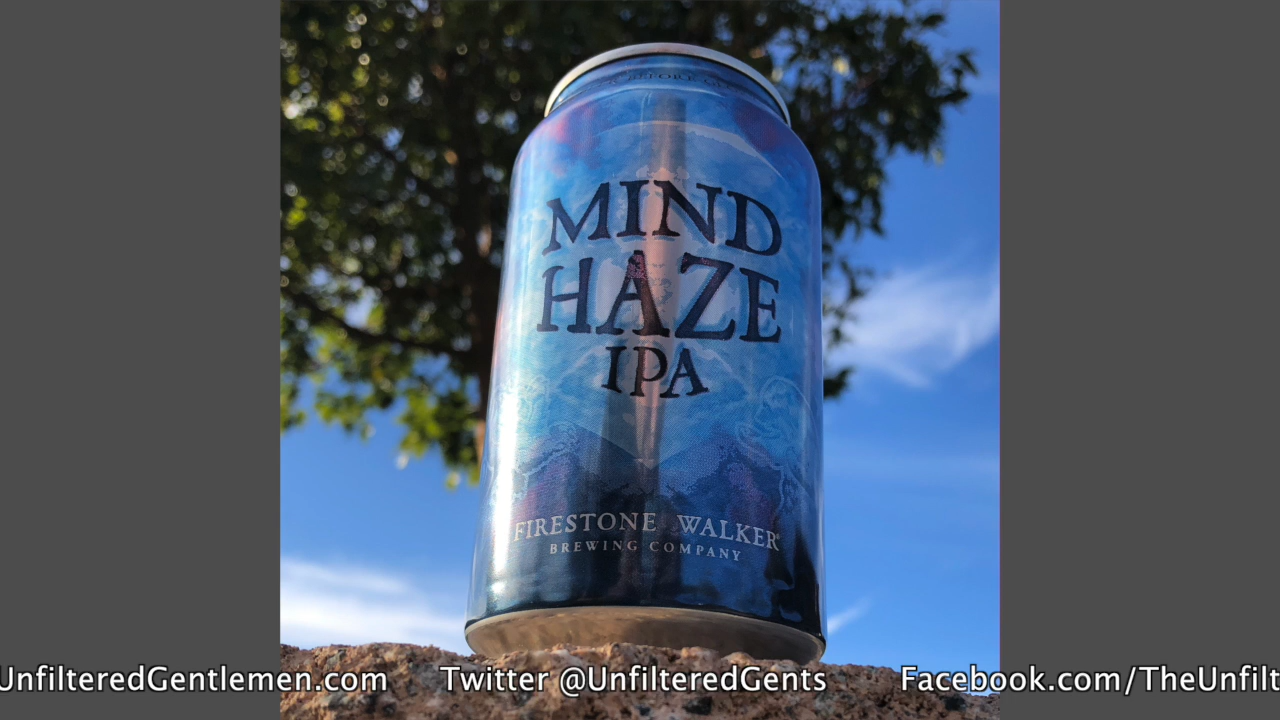 MIND
HAZE
IPA
FIRESTONE WALKER
BREWING COMPANY
UnfilteredGentlemen.com Twitter @UnfilteredGents Facebook.com/TheUnfilt